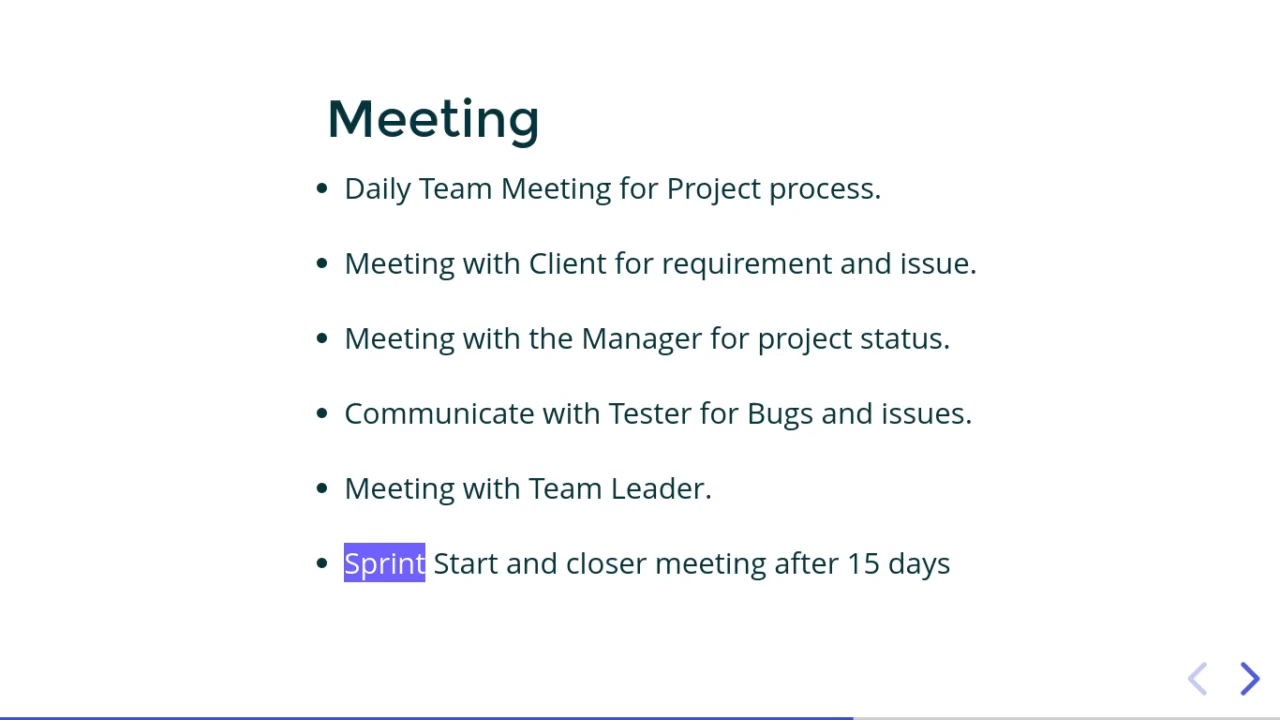 Meeting
• Daily Team Meeting for Project process.
• Meeting with Client for requirement and issue.
• Meeting with the Manager for project status.
• Communicate with Tester for Bugs and issues.
• Meeting with Team Leader.
• Sprint Start and closer meeting after 15 days